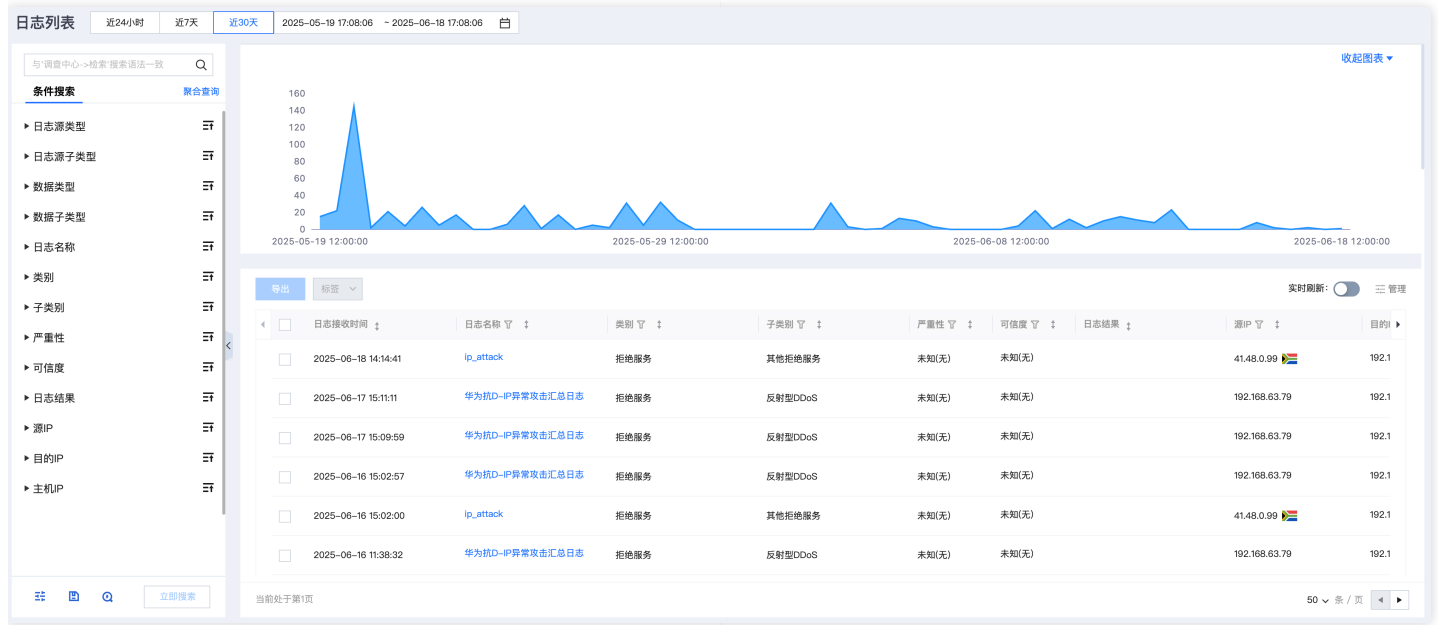 日志列表 近24小时 近7天 近30天 2025-05-19 17:08:06 ~ 2025-06-18 17:08:06
与'调查中心->检索'搜索语法一致
条件搜索 聚合查询
日志源类型
日志源子类型
数据类型
数据子类型
日志名称
类别
子类别
严重性
可信度
日志结果
源IP
目的IP
主机IP
立即搜索
收起图表
160
140
120
100
80
60
40
20
0
2025-05-19 12:00:00 2025-05-29 12:00:00 2025-06-08 12:00:00 2025-06-18 12:00:00
导出 标签 实时刷新: 管理
日志接收时间 日志名称 类别 子类别 严重性 可信度 日志结果 源IP 目的I
2025-06-18 14:14:41 ip_attack 拒绝服务 其他拒绝服务 未知(无) 未知(无) 41.48.0.99 192.1
2025-06-17 15:11:11 华为抗D-IP异常攻击汇总日志 拒绝服务 反射型DDoS 未知(无) 未知(无) 192.168.63.79 192.1
2025-06-17 15:09:59 华为抗D-IP异常攻击汇总日志 拒绝服务 反射型DDoS 未知(无) 未知(无) 192.168.63.79 192.1
2025-06-16 15:02:57 华为抗D-IP异常攻击汇总日志 拒绝服务 反射型DDoS 未知(无) 未知(无) 192.168.63.79 192.1
2025-06-16 15:02:00 ip_attack 拒绝服务 其他拒绝服务 未知(无) 未知(无) 41.48.0.99 192.1
2025-06-16 11:38:32 华为抗D-IP异常攻击汇总日志 拒绝服务 反射型DDoS 未知(无) 未知(无) 192.168.63.79 192.1
当前处于第1页 50 条 / 页